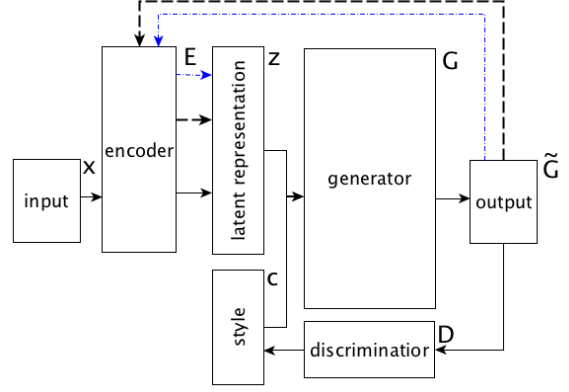 E
z
G
x
encoder
latent representation
generator
G̃
input
output
c
style
D
discriminatior